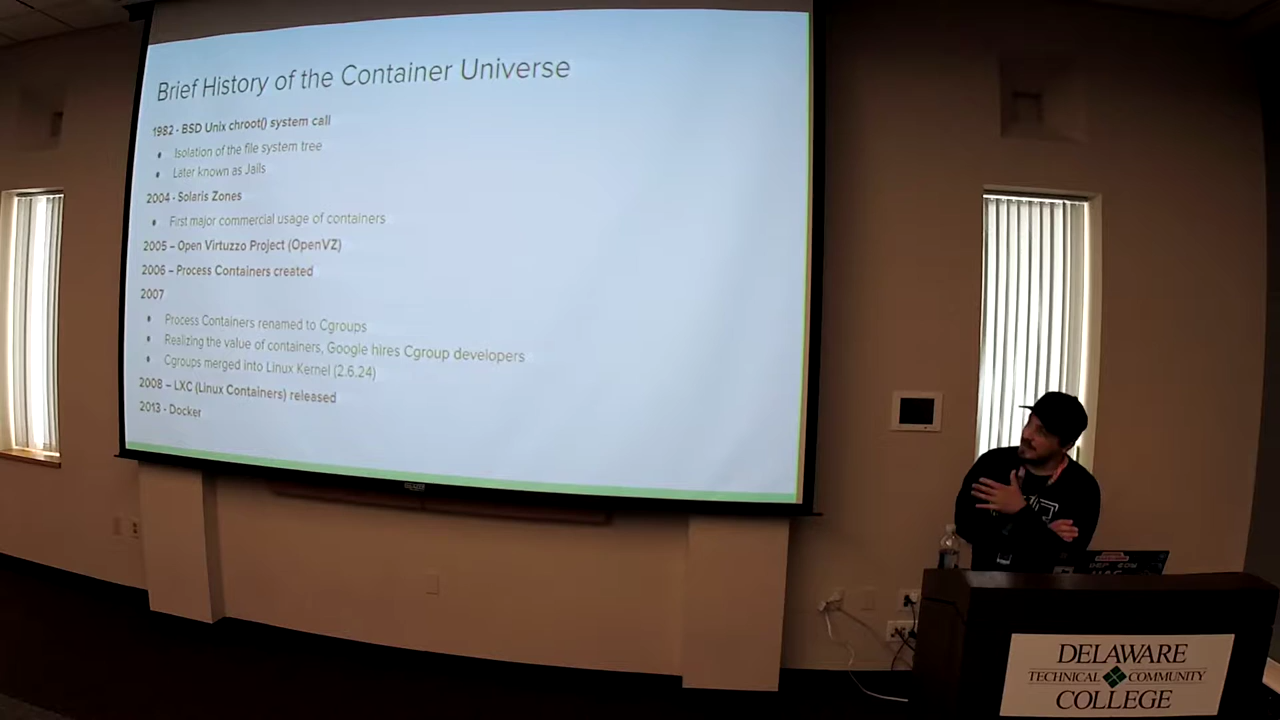 Brief History of the Container Universe
1982 - BSD Unix chroot() system call
• Isolation of the file system tree
• Later known as Jails
2004 - Solaris Zones
• First major commercial usage of containers
2005 – Open Virtuzzo Project (OpenVZ)
2006 – Process Containers created
2007
• Process Containers renamed to Cgroups
• Realizing the value of containers, Google hires Cgroup developers
• Cgroups merged into Linux Kernel (2.6.24)
2008 – LXC (Linux Containers) released
2013 - Docker
DELAWARE
TECHNICAL COMMUNITY
COLLEGE